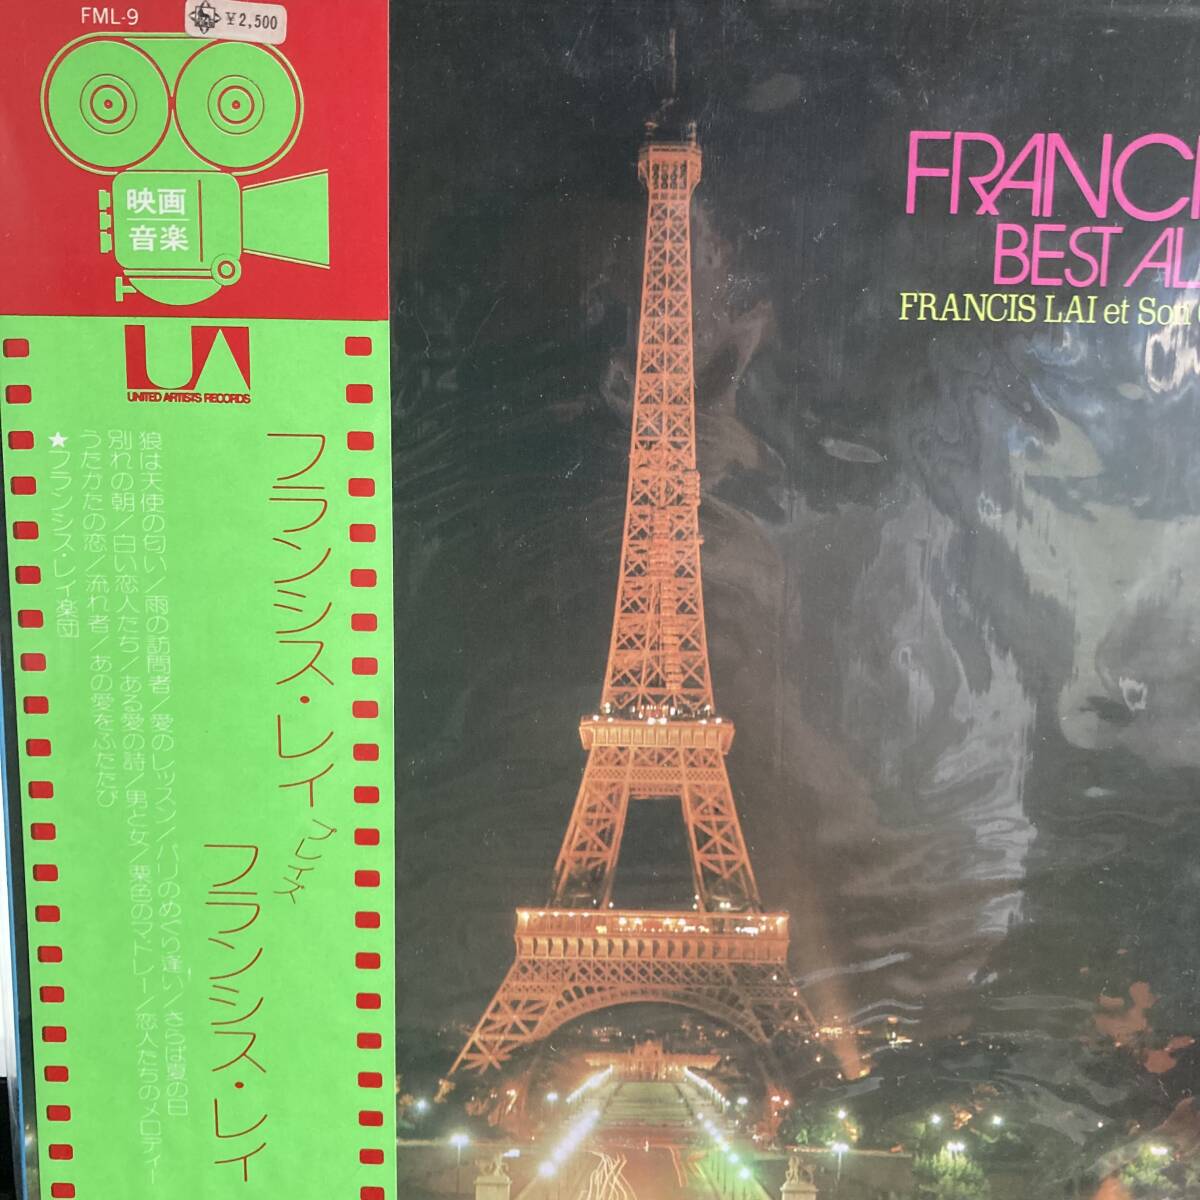 FML-9
¥2,500
映画
音楽
UA
UNITED ARTISTS RECORDS
フランシス・レイ
プレイズ
フランシス・レイ
狼は天使の匂い/雨の訪問者/愛のレッスン/パリのめぐり逢い/さらば夏の日
別れの朝/白い恋人たち/ある愛の詩/男と女/栗色のマドレー/恋人たちのメロディー
うたかたの恋/流れ者/あの愛をふたたび
★フランシス・レイ楽団
FRANCI
BEST AL
FRANCIS LAI et Son